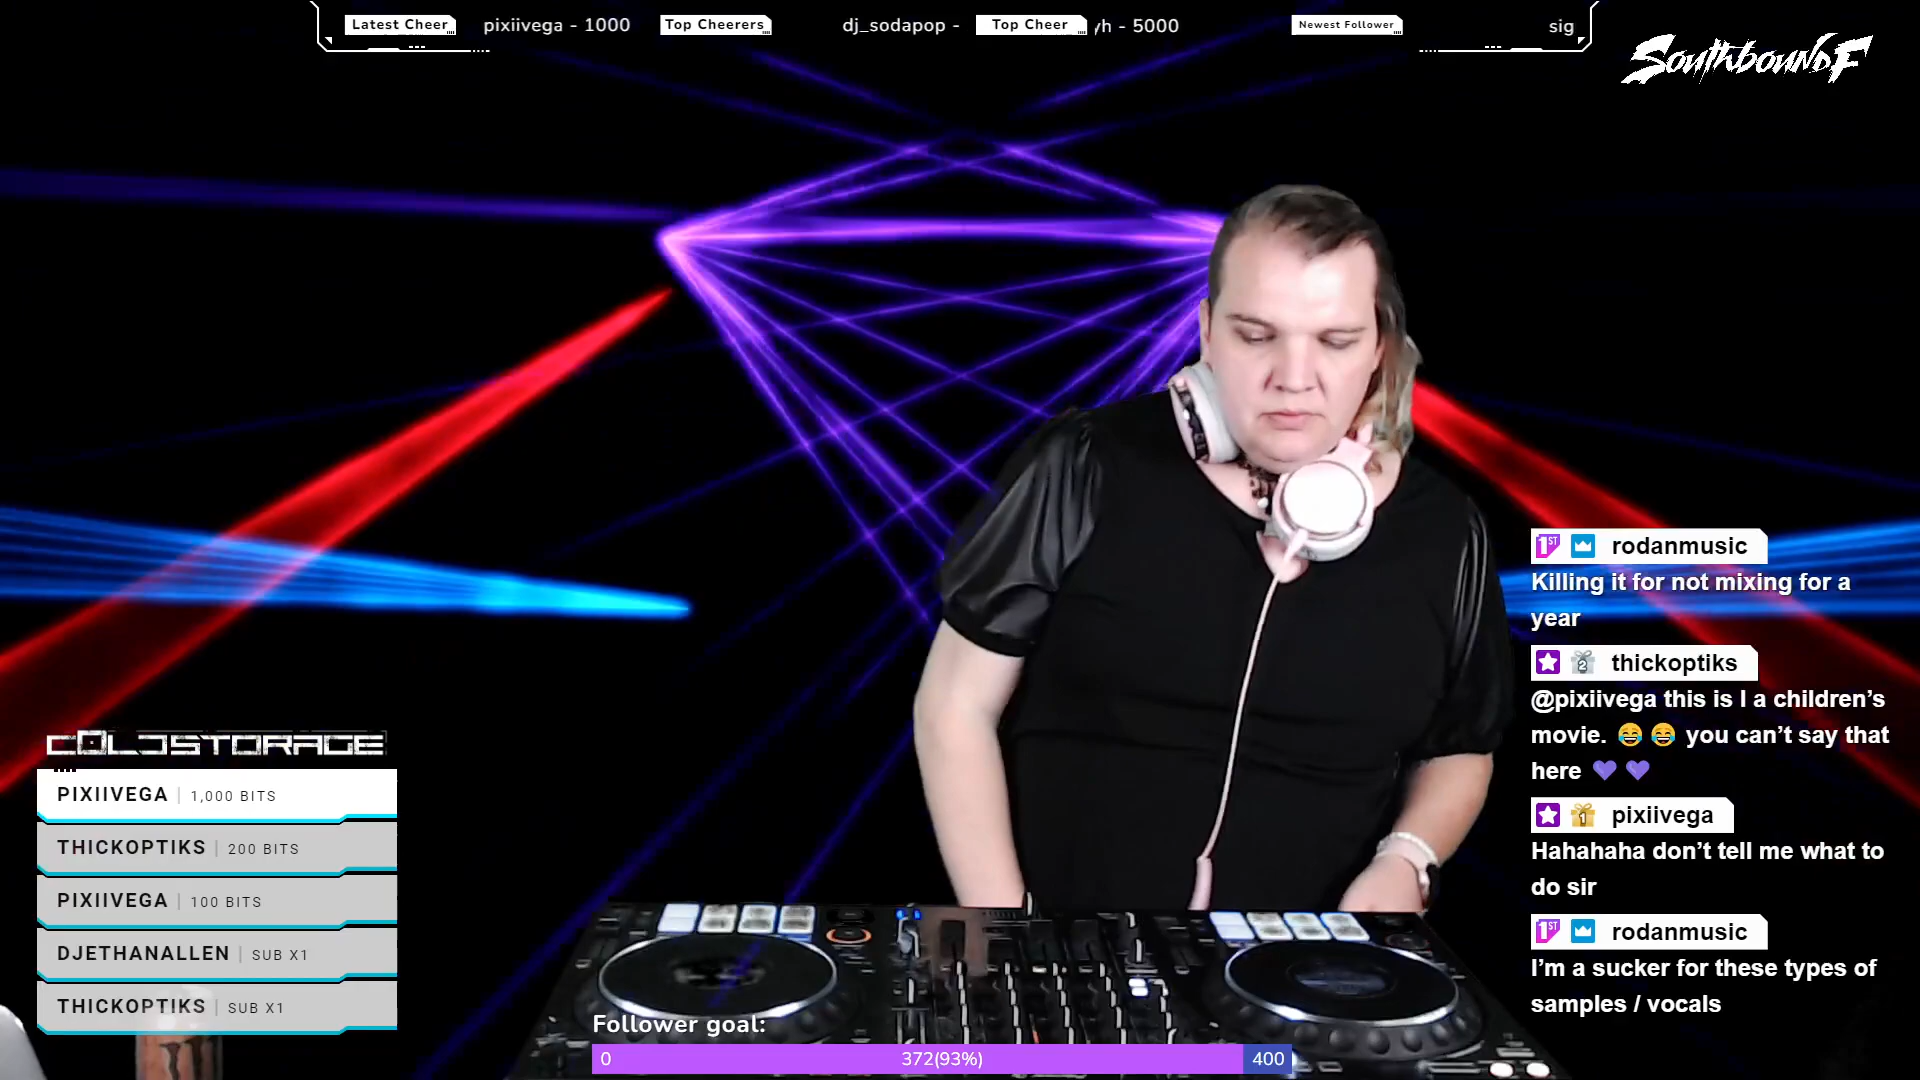 Latest Cheer
pixiivega - 1000
Top Cheerers
dj_sodapop -
Top Cheer
yh - 5000
Newest Follower
sig
SouthboundF
rodanmusic
Killing it for not mixing for a
year
thickoptiks
@pixiivega this is I a children’s
movie. 😂 😂 you can’t say that
here 💜 💜
pixiivega
Hahahaha don’t tell me what to
do sir
rodanmusic
I’m a sucker for these types of
samples / vocals
COLDSTORAGE
PIXIIVEGA | 1,000 BITS
THICKOPTIKS | 200 BITS
PIXIIVEGA | 100 BITS
DJETHANALLEN | SUB X1
THICKOPTIKS | SUB X1
Follower goal:
0 372(93%) 400